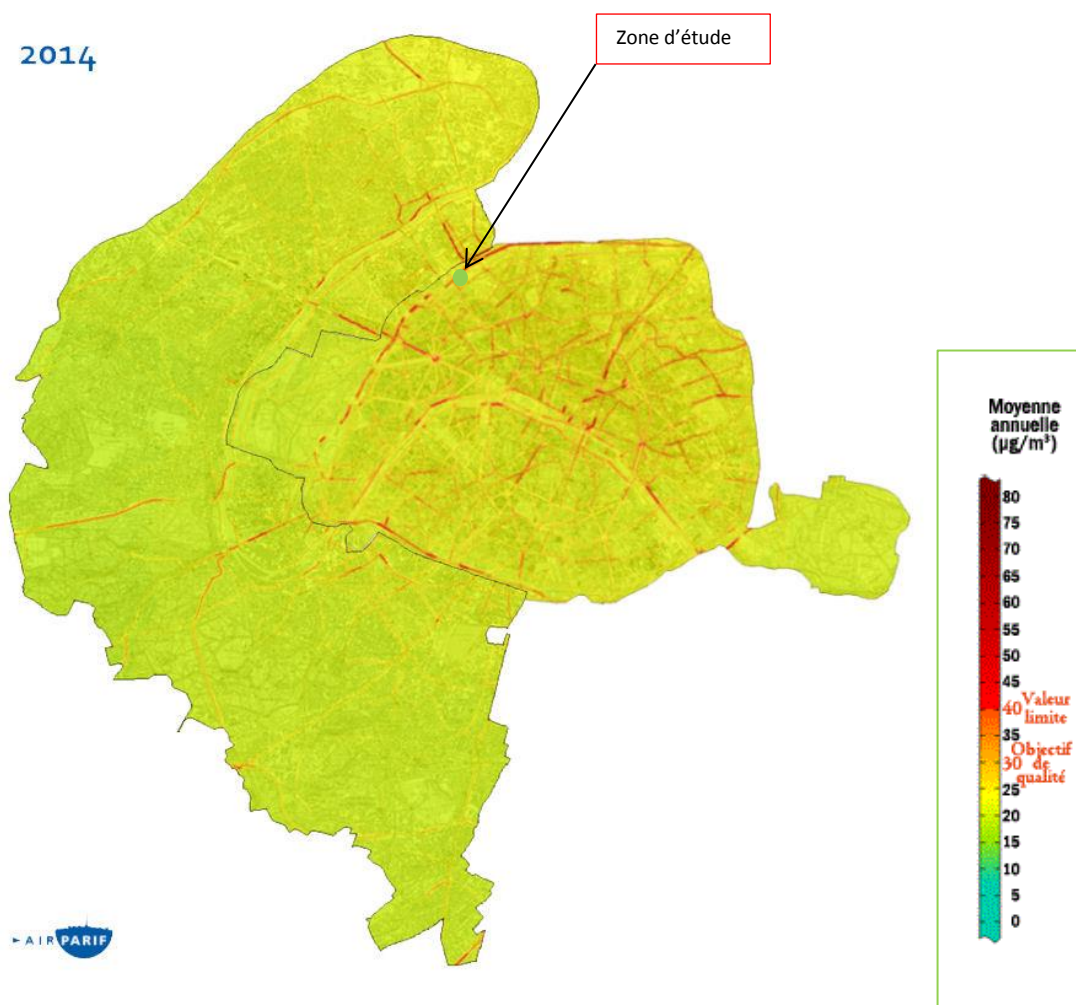 2014
Zone d'étude
Moyenne
annuelle
(µg/m³)
80
75
70
65
60
55
50
45
40 Valeur
limite
35
Objectif
30 de
qualité
25
20
15
10
5
0
AIRPARIF